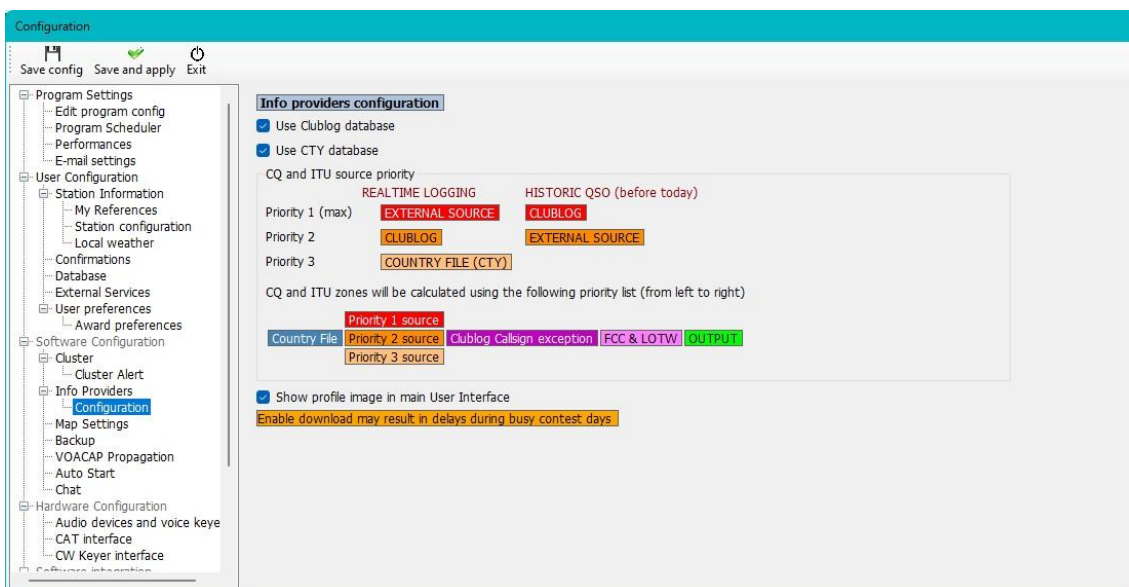 Configuration
Save config Save and apply Exit
Program Settings
Edit program config
Program Scheduler
Performances
E-mail settings
User Configuration
Station Information
My References
Station configuration
Local weather
Confirmations
Database
External Services
User preferences
Award preferences
Software Configuration
Cluster
Cluster Alert
Info Providers
Configuration
Map Settings
Backup
VOACAP Propagation
Auto Start
Chat
Hardware Configuration
Audio devices and voice keye
CAT interface
CW Keyer interface
Software integration
Info providers configuration
Use Clublog database
Use CTY database
CQ and ITU source priority
REALTIME LOGGING HISTORIC QSO (before today)
Priority 1 (max) EXTERNAL SOURCE CLUBLOG
Priority 2 CLUBLOG EXTERNAL SOURCE
Priority 3 COUNTRY FILE (CTY)
CQ and ITU zones will be calculated using the following priority list (from left to right)
Priority 1 source
Country File Priority 2 source Clublog Callsign exception FCC & LOTW OUTPUT
Priority 3 source
Show profile image in main User Interface
Enable download may result in delays during busy contest days